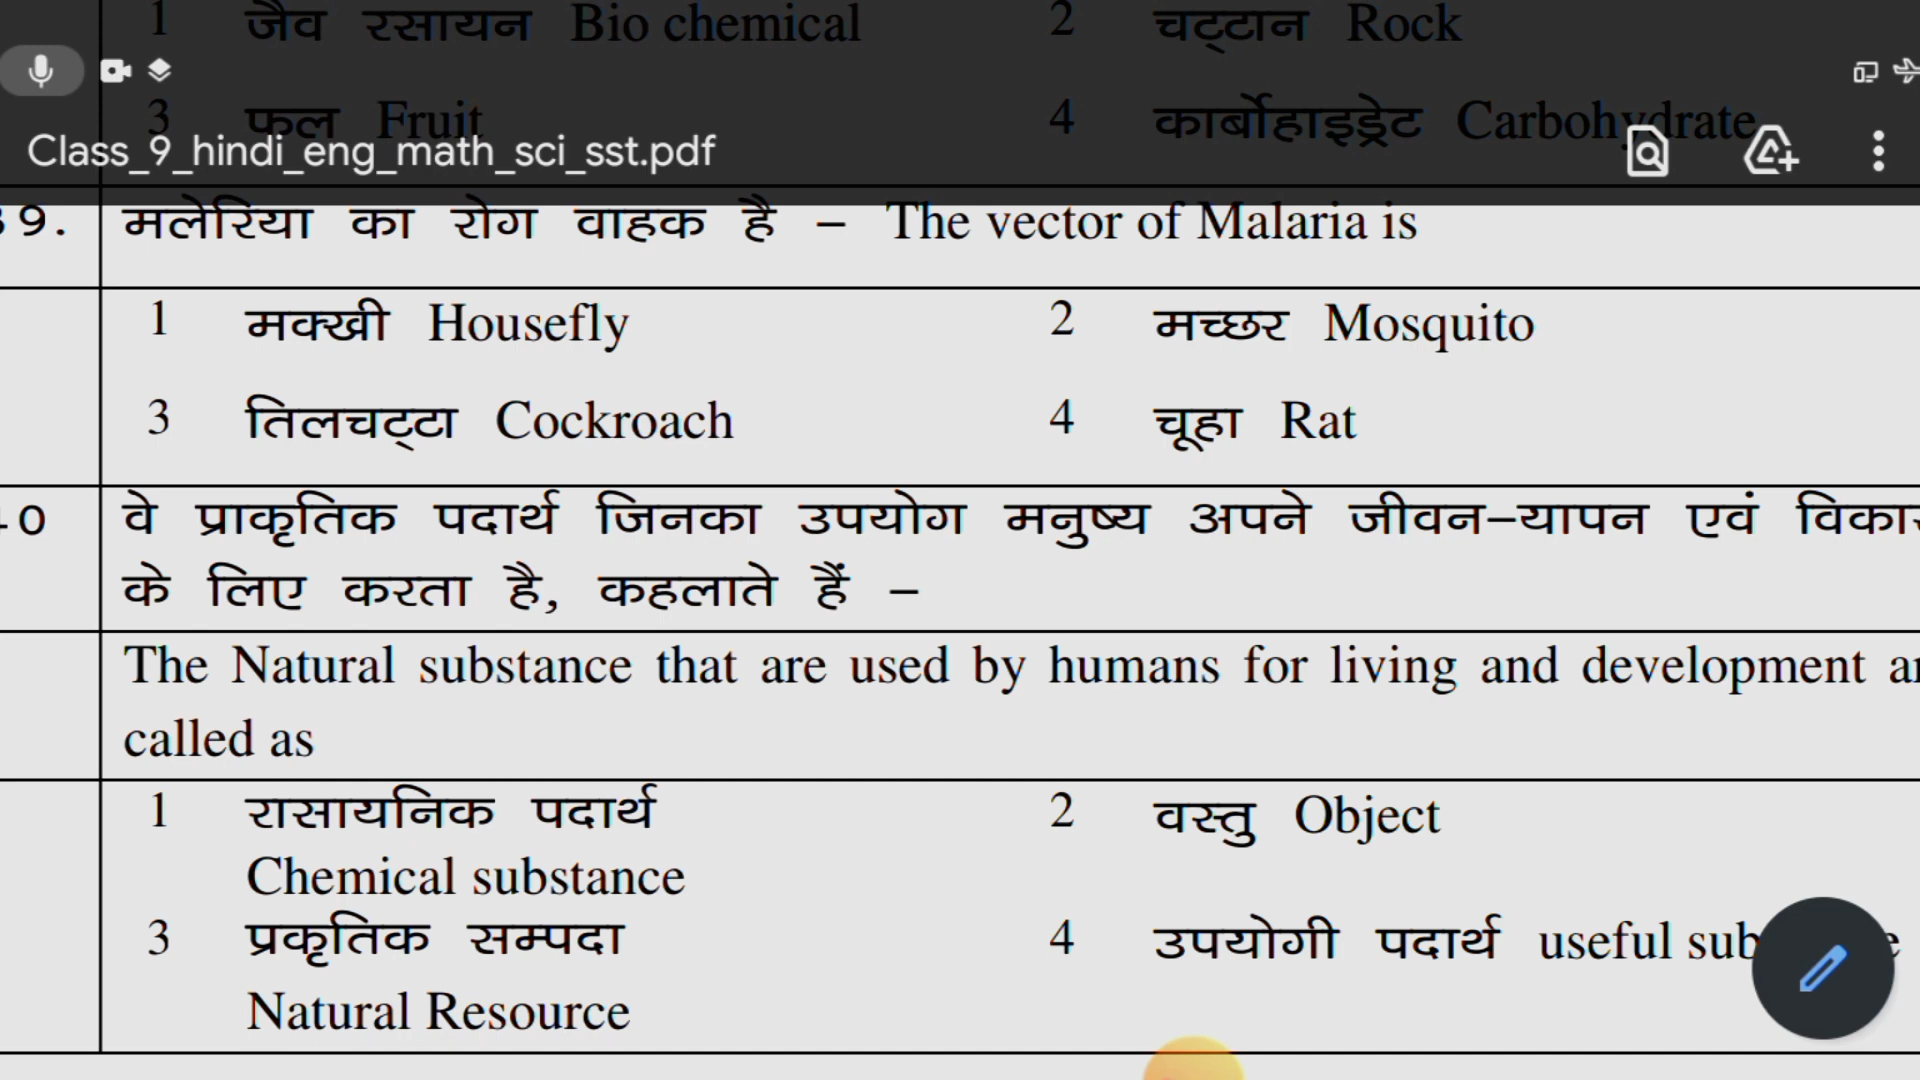 1 जैव रसायन Bio chemical 2 चट्टान Rock
3 फल Fruit 4 कार्बोहाइड्रेट Carbohydrate
Class_9_hindi_eng_math_sci_sst.pdf
39. मलेरिया का रोग वाहक है – The vector of Malaria is
1 मक्खी Housefly 2 मच्छर Mosquito
3 तिलचट्टा Cockroach 4 चूहा Rat
40 वे प्राकृतिक पदार्थ जिनका उपयोग मनुष्य अपने जीवन–यापन एवं
के लिए करता है, कहलाते हैं –
The Natural substance that are used by humans for living and development
called as
1 रासायनिक पदार्थ 2 वस्तु Object
Chemical substance
3 प्रकृतिक सम्पदा 4 उपयोगी पदार्थ useful
Natural Resource